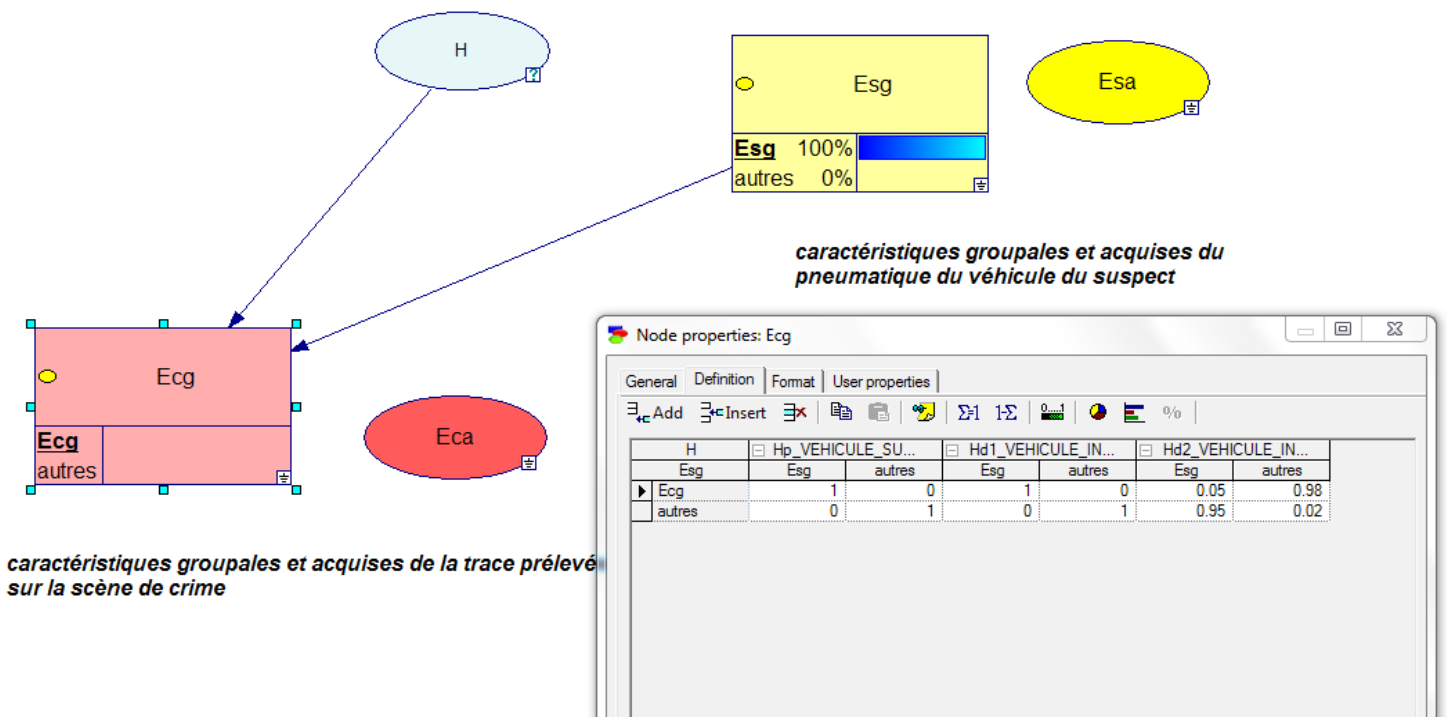 H
Esg
Esg 100%
autres 0%
Esa
caractéristiques groupales et acquises du
pneumatique du véhicule du suspect
Ecg
Ecg
autres
Eca
caractéristiques groupales et acquises de la trace prélevé
sur la scène de crime
Node properties: Ecg
General Definition Format User properties
Add Insert Σ=1 1-Σ %
H Hp_VEHICULE_SU... Hd1_VEHICULE_IN... Hd2_VEHICULE_IN...
Esg Esg autres Esg autres Esg autres
Ecg 1 0 1 0 0.05 0.98
autres 0 1 0 1 0.95 0.02